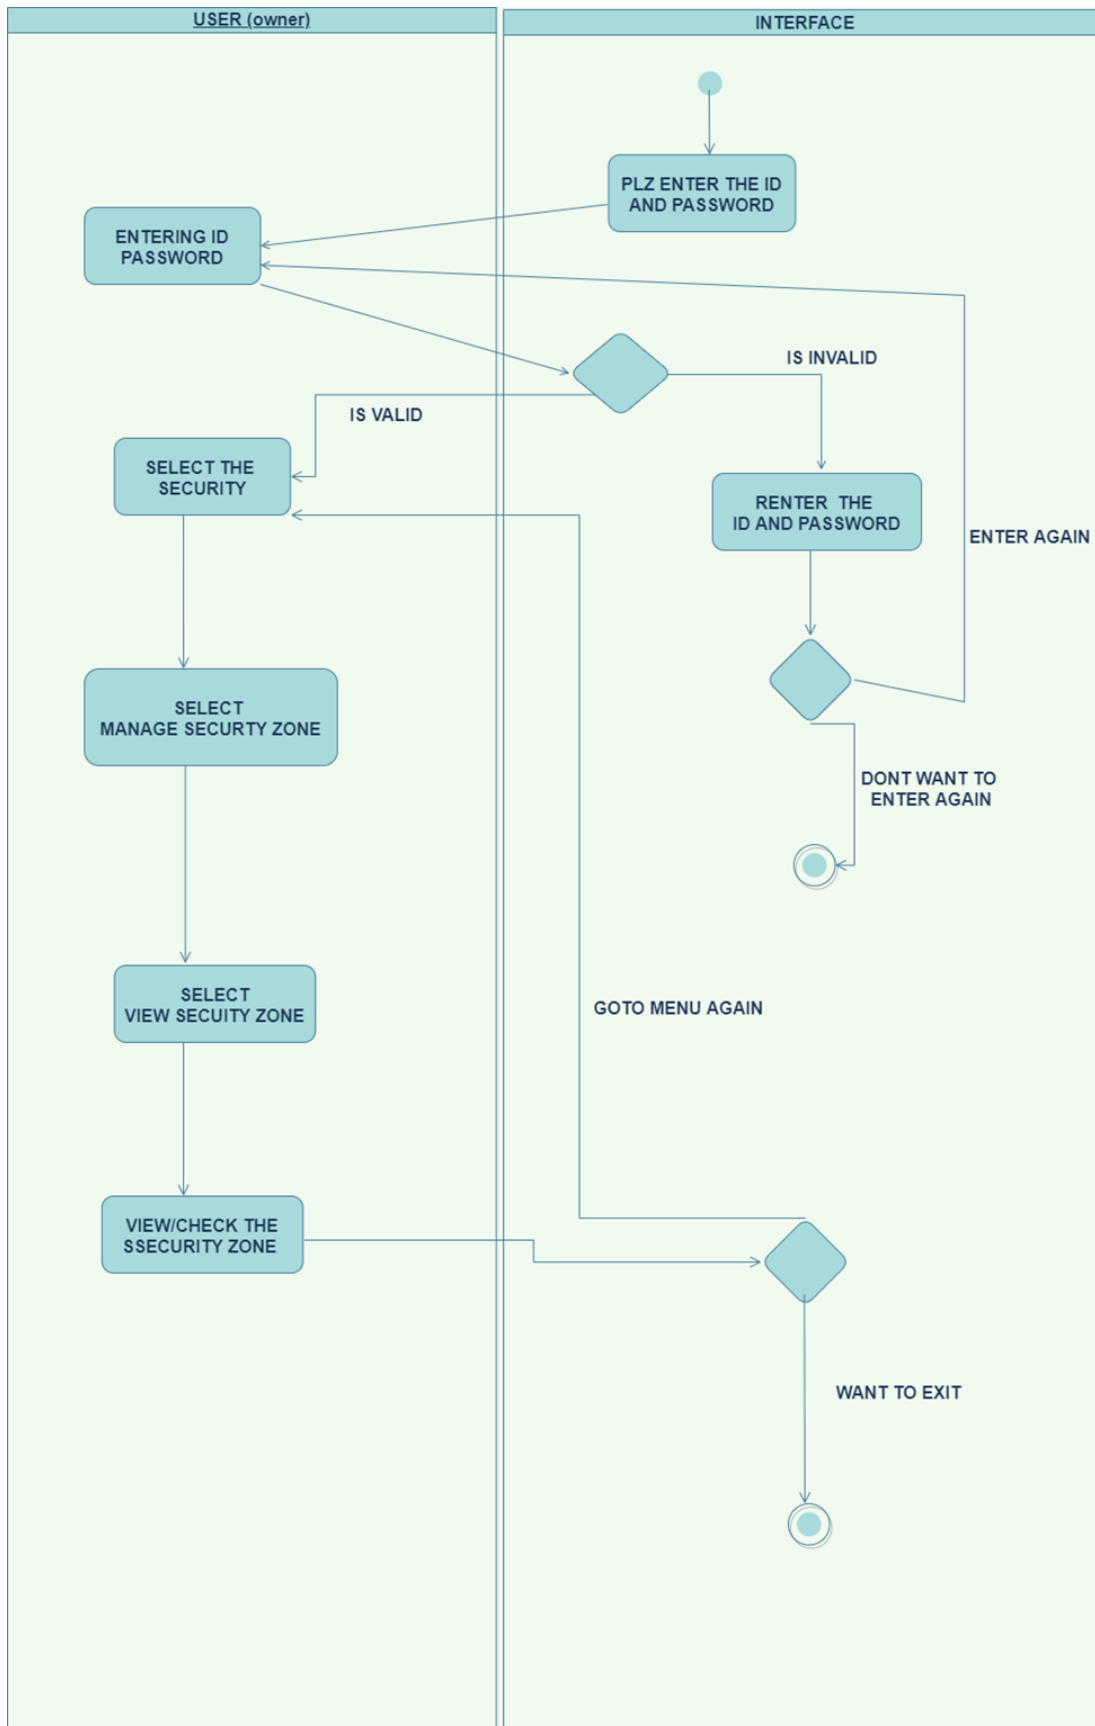 USER (owner)
INTERFACE
PLZ ENTER THE ID
AND PASSWORD
ENTERING ID
PASSWORD
IS INVALID
IS VALID
SELECT THE
SECURITY
RENTER THE
ID AND PASSWORD
ENTER AGAIN
SELECT
MANAGE SECURTY ZONE
DONT WANT TO
ENTER AGAIN
SELECT
VIEW SECUITY ZONE
GOTO MENU AGAIN
VIEW/CHECK THE
SSECURITY ZONE
WANT TO EXIT